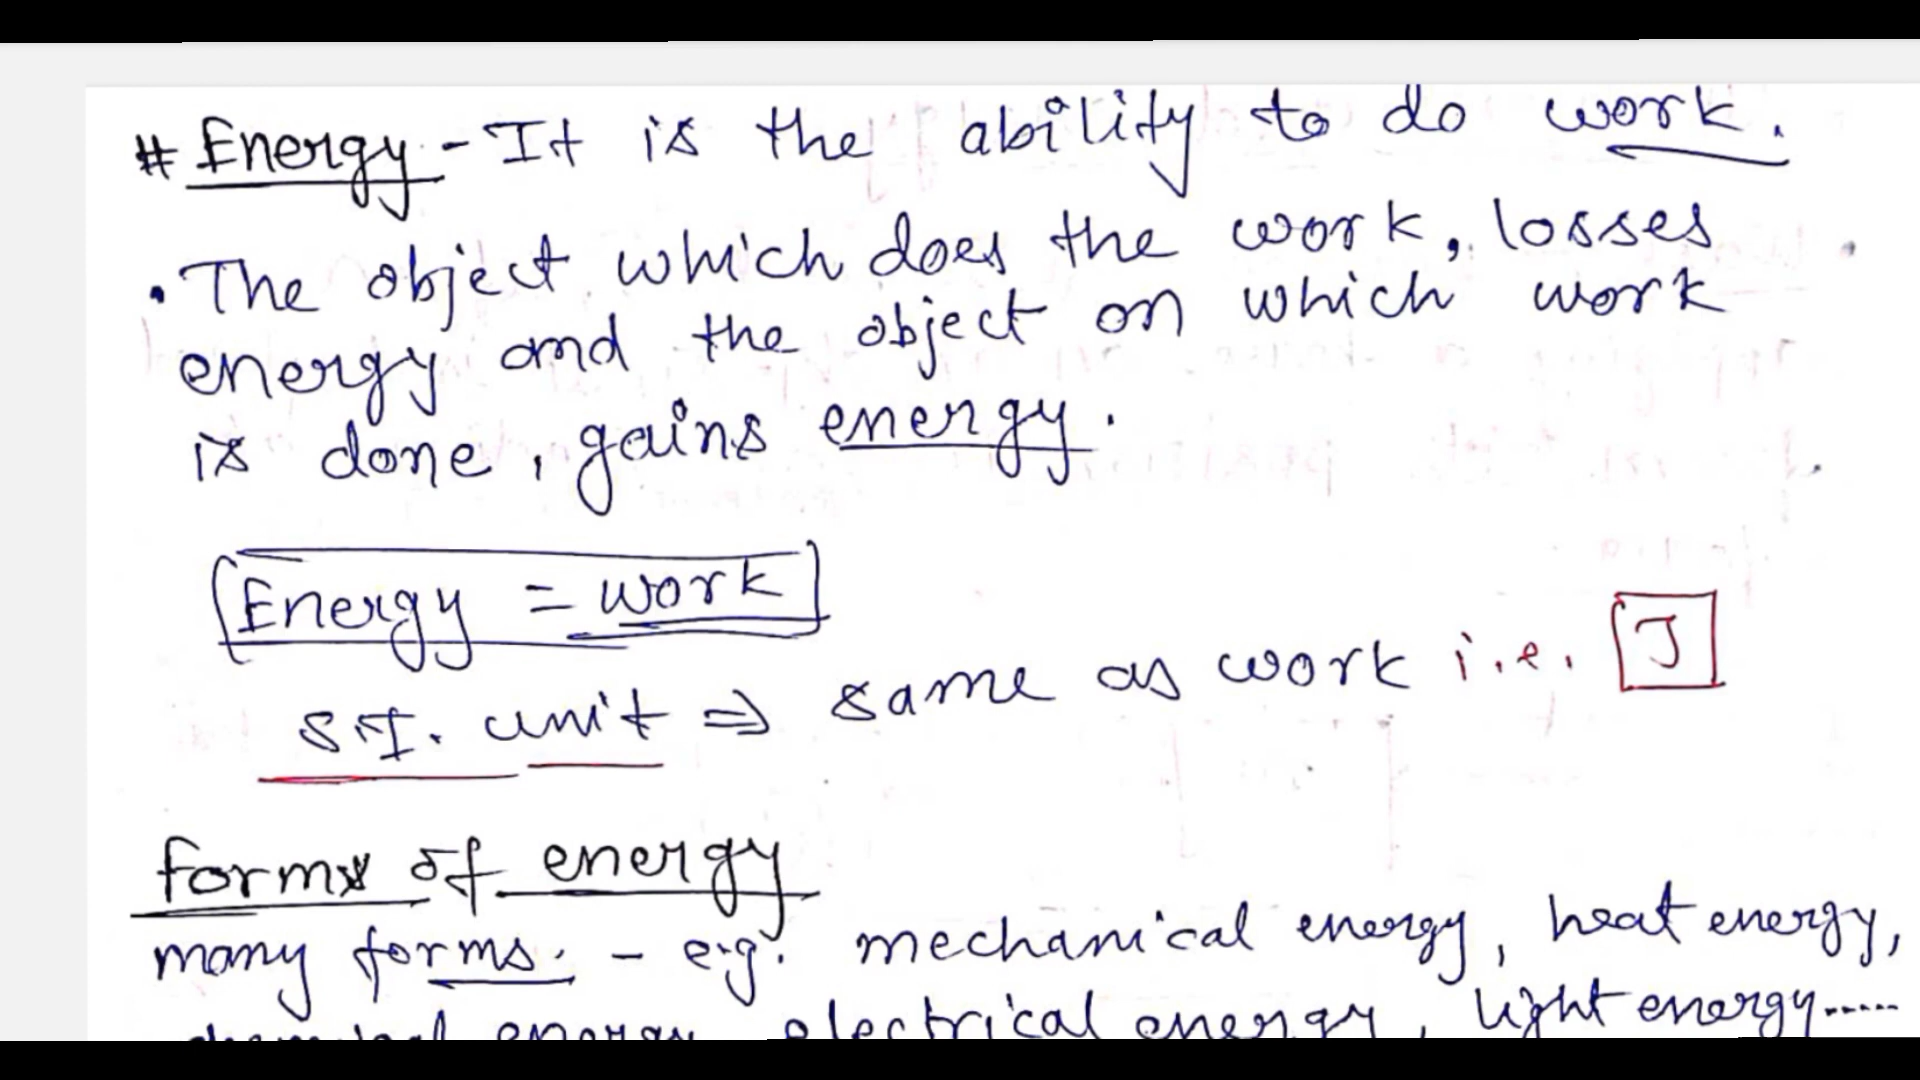 # Energy - It is the ability to do work.
• The object which does the work, losses
energy and the object on which work
is done, gains energy.
Energy = work
S.I. unit ⇒ same as work i.e. J
forms of energy
many forms. - e.g. mechanical energy, heat energy,
chemical energy, electrical energy, light energy.....